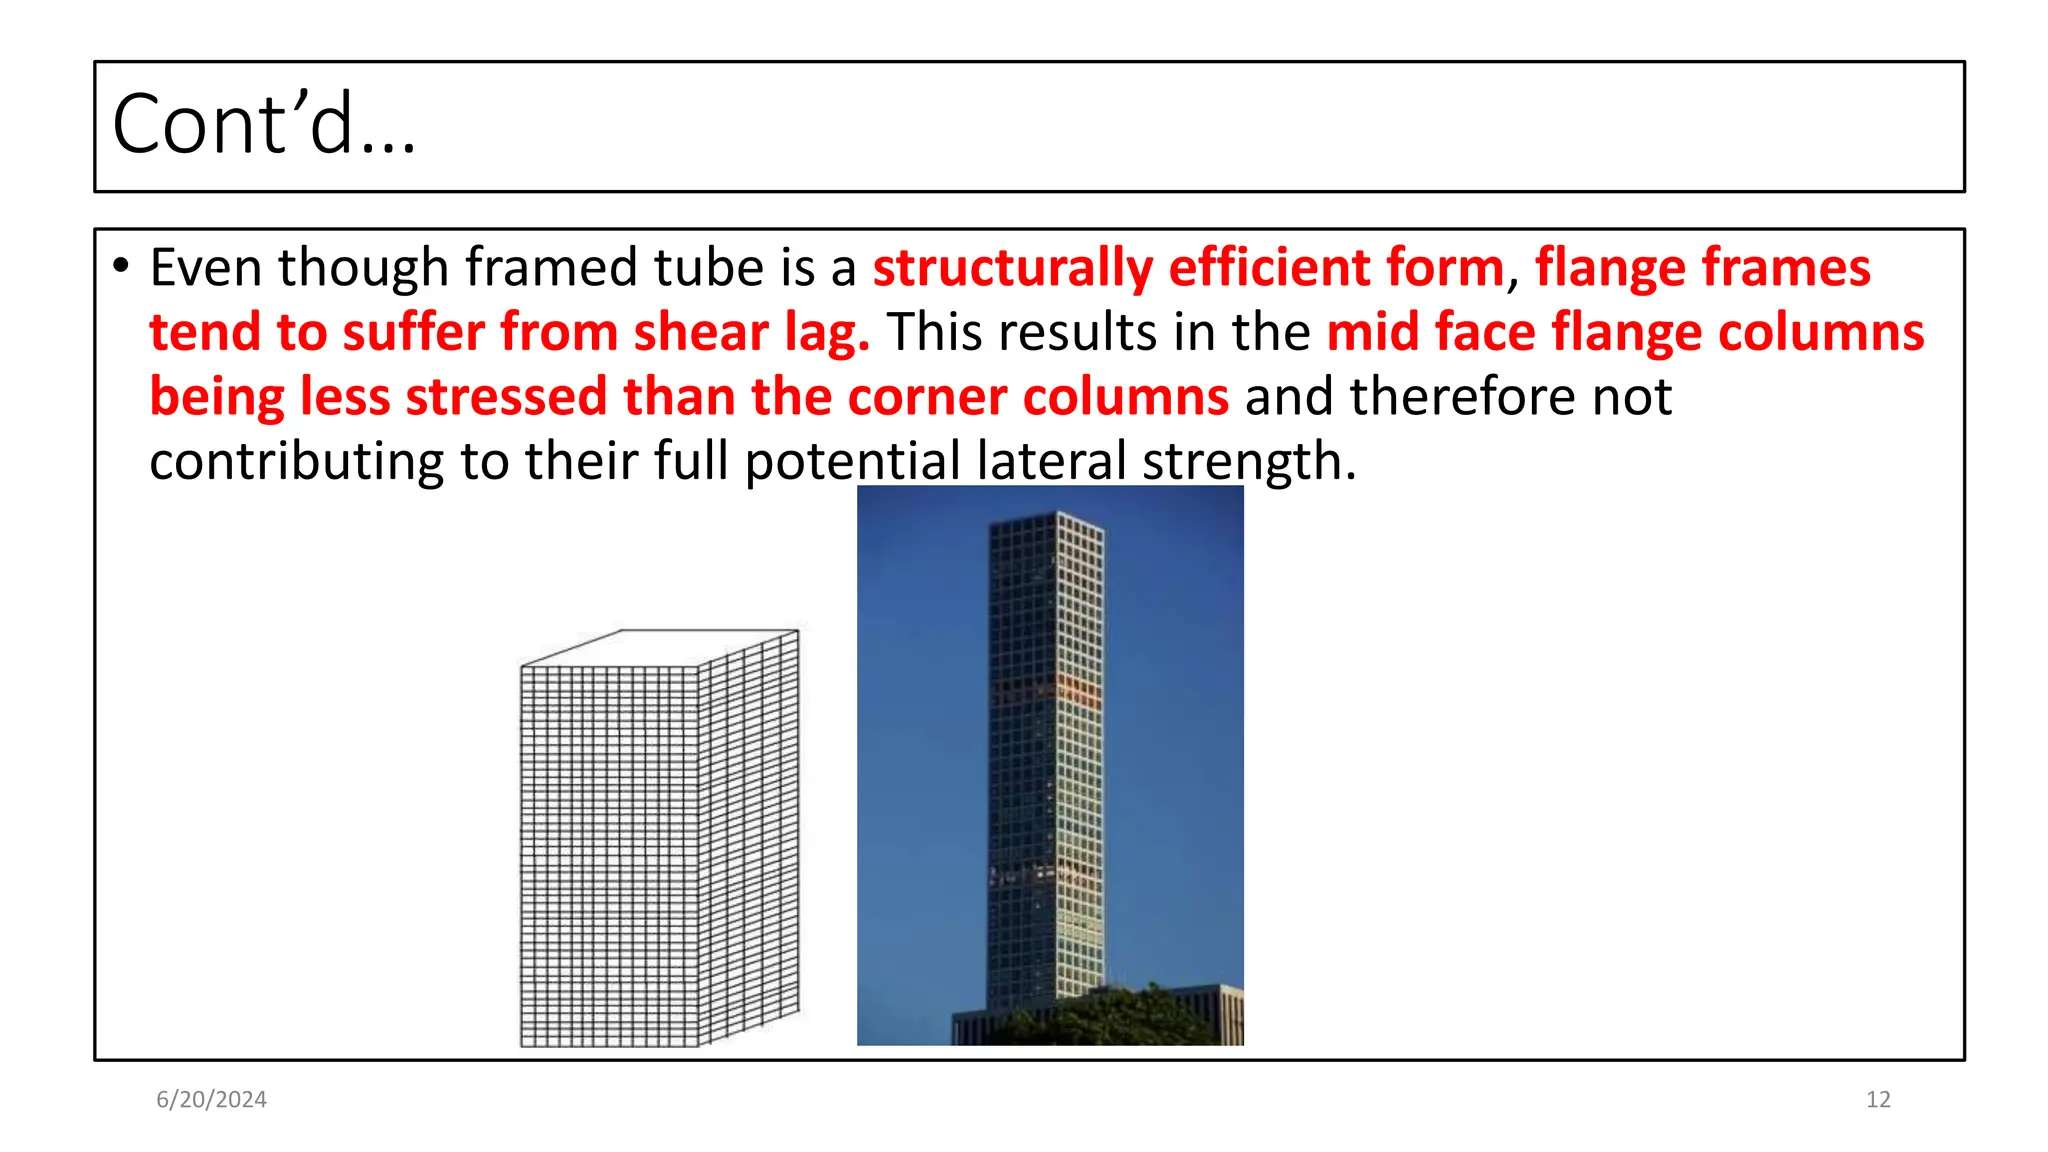 Cont’d…
• Even though framed tube is a structurally efficient form, flange frames
tend to suffer from shear lag. This results in the mid face flange columns
being less stressed than the corner columns and therefore not
contributing to their full potential lateral strength.
6/20/2024
12